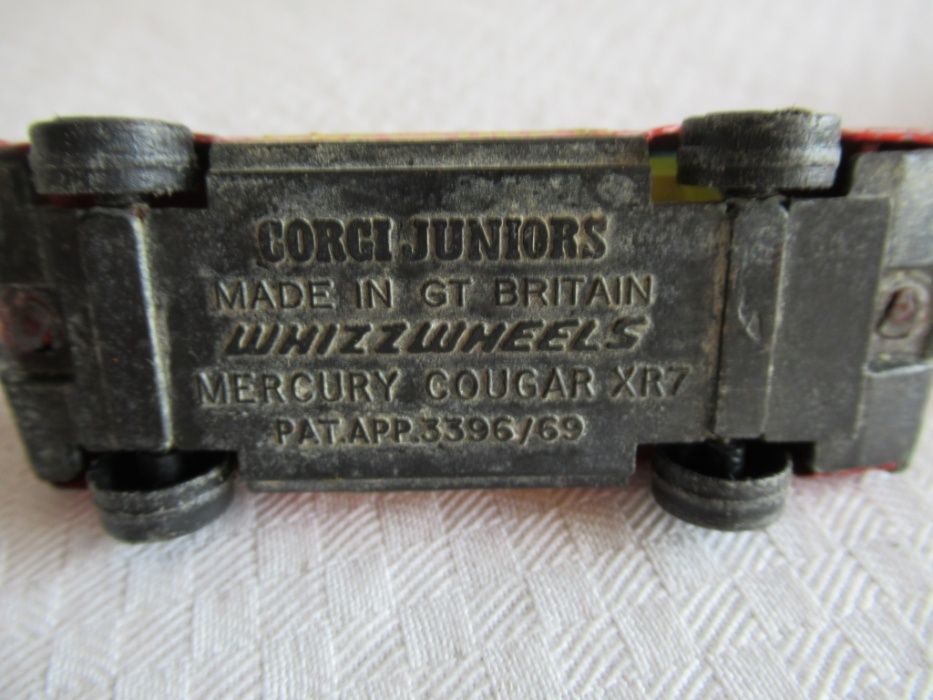 CORGI JUNIORS
MADE IN GT BRITAIN
WHIZZWHEELS
MERCURY COUGAR XR7
PAT.APP.3396/69